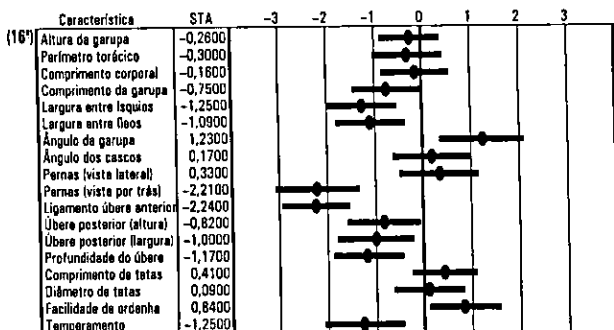 Característica STA −3 −2 −1 0 1 2 3
(16ª) Altura da garupa −0,2600
Perímetro torácico −0,3000
Comprimento corporal −0,1600
Comprimento da garupa −0,7500
Largura entre ísquios −1,2500
Largura entre íleos −1,0900
Ângulo da garupa 1,2300
Ângulo dos cascos 0,1700
Pernas (vista lateral) 0,3300
Pernas (vista por trás) −2,2100
Ligamento úbere anterior −2,2400
Úbere posterior (altura) −0,8200
Úbere posterior (largura) −1,0000
Profundidade do úbere −1,1700
Comprimento de tetas 0,4100
Diâmetro de tetas 0,0900
Facilidade de ordenha 0,8400
Temperamento −1,2500